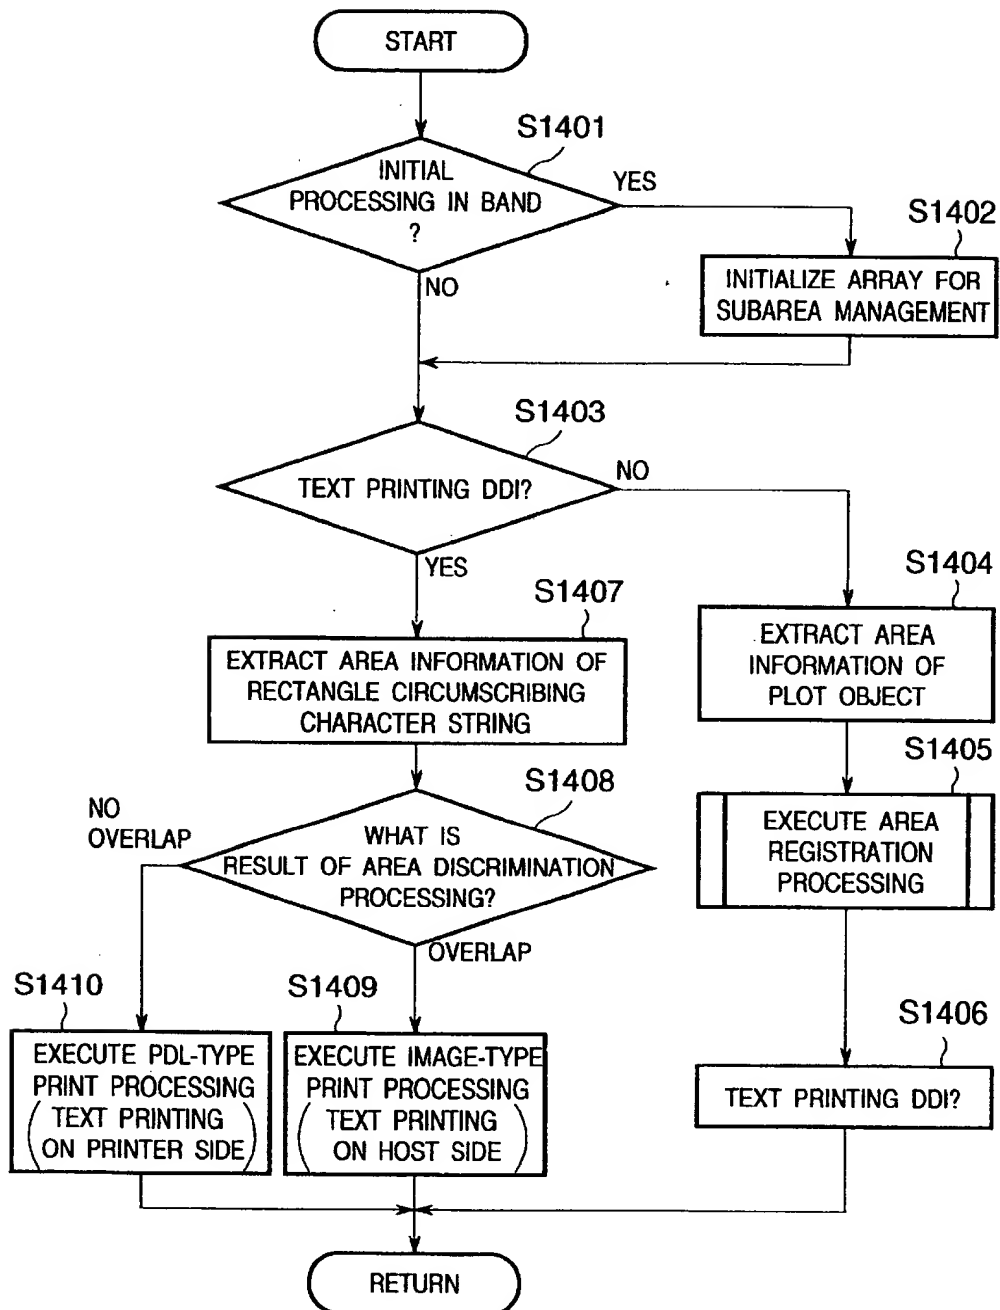 START
S1401
INITIAL
PROCESSING IN BAND
?
YES
NO
S1402
INITIALIZE ARRAY FOR
SUBAREA MANAGEMENT
S1403
TEXT PRINTING DDI?
NO
YES
S1404
EXTRACT AREA
INFORMATION OF
PLOT OBJECT
S1407
EXTRACT AREA INFORMATION OF
RECTANGLE CIRCUMSCRIBING
CHARACTER STRING
S1405
EXECUTE AREA
REGISTRATION
PROCESSING
S1408
WHAT IS
RESULT OF AREA DISCRIMINATION
PROCESSING?
NO
OVERLAP
OVERLAP
S1410
EXECUTE PDL-TYPE
PRINT PROCESSING
(TEXT PRINTING
ON PRINTER SIDE)
S1409
EXECUTE IMAGE-TYPE
PRINT PROCESSING
(TEXT PRINTING
ON HOST SIDE)
S1406
TEXT PRINTING DDI?
RETURN